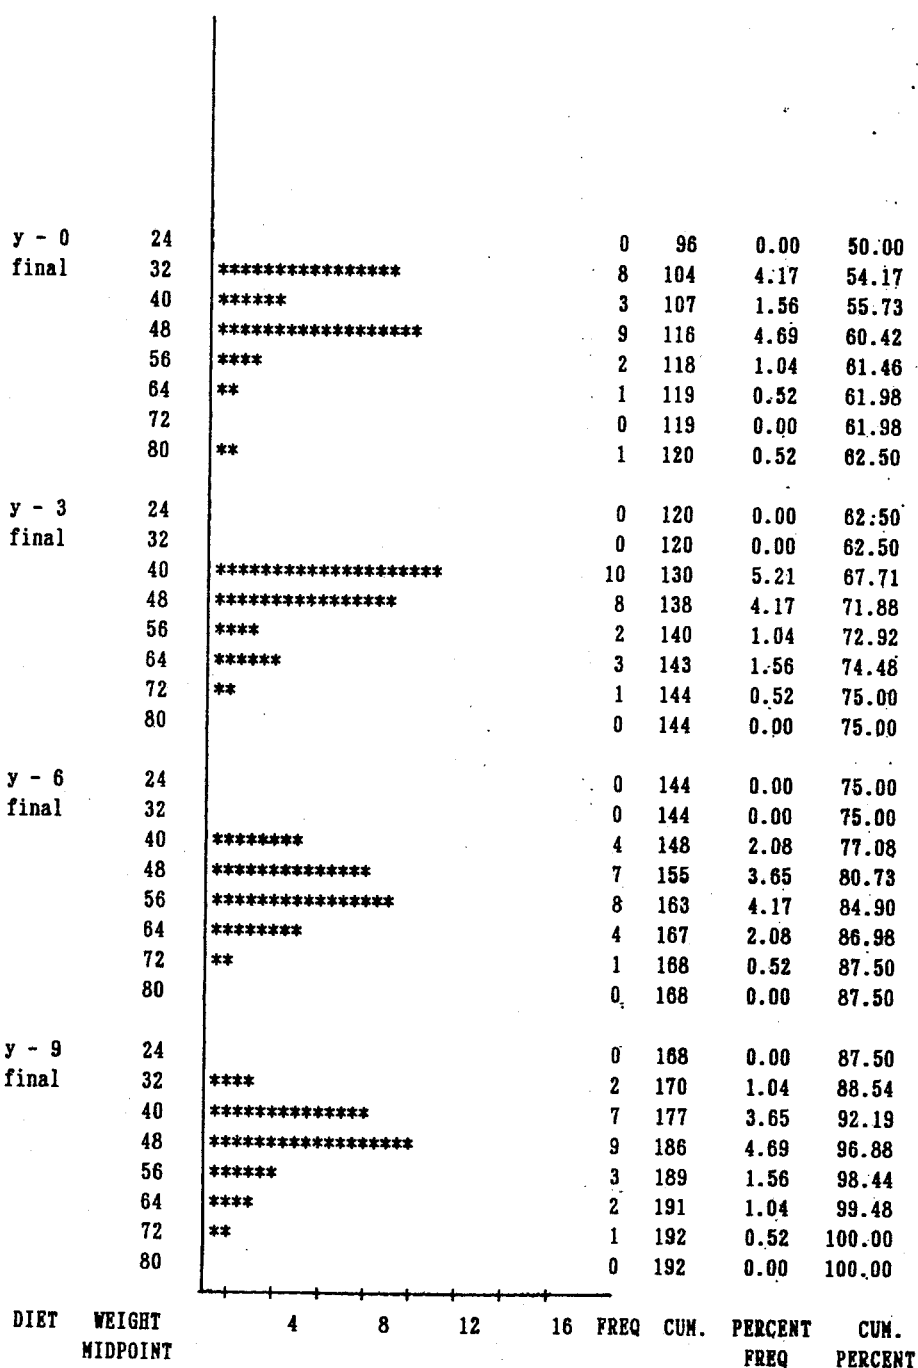 y - 0 24 0 96 0.00 50.00
final 32 **************** 8 104 4.17 54.17
40 ****** 3 107 1.56 55.73
48 ****************** 9 116 4.69 60.42
56 **** 2 118 1.04 61.46
64 ** 1 119 0.52 61.98
72 0 119 0.00 61.98
80 ** 1 120 0.52 62.50
y - 3 24 0 120 0.00 62.50
final 32 0 120 0.00 62.50
40 ******************** 10 130 5.21 67.71
48 **************** 8 138 4.17 71.88
56 **** 2 140 1.04 72.92
64 ****** 3 143 1.56 74.48
72 ** 1 144 0.52 75.00
80 0 144 0.00 75.00
y - 6 24 0 144 0.00 75.00
final 32 0 144 0.00 75.00
40 ******** 4 148 2.08 77.08
48 ************** 7 155 3.65 80.73
56 **************** 8 163 4.17 84.90
64 ******** 4 167 2.08 86.98
72 ** 1 168 0.52 87.50
80 0 168 0.00 87.50
y - 9 24 0 168 0.00 87.50
final 32 **** 2 170 1.04 88.54
40 ************** 7 177 3.65 92.19
48 ****************** 9 186 4.69 96.88
56 ****** 3 189 1.56 98.44
64 **** 2 191 1.04 99.48
72 ** 1 192 0.52 100.00
80 0 192 0.00 100.00
DIET WEIGHT 4 8 12 16 FREQ CUM. PERCENT CUM.
MIDPOINT FREQ PERCENT